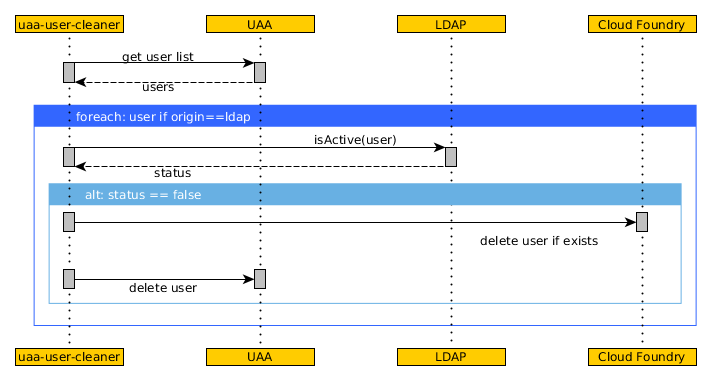 uaa-user-cleaner
UAA
LDAP
Cloud Foundry
get user list
users
foreach: user if origin==ldap
isActive(user)
status
alt: status == false
delete user if exists
delete user
uaa-user-cleaner
UAA
LDAP
Cloud Foundry